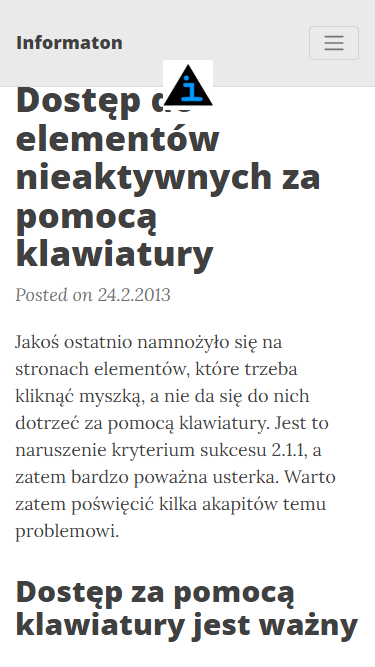 Informaton
Dostęp do
elementów
nieaktywnych za
pomocą
klawiatury
Posted on 24.2.2013
Jakoś ostatnio namnożyło się na
stronach elementów, które trzeba
kliknąć myszką, a nie da się do nich
dotrzeć za pomocą klawiatury. Jest to
naruszenie kryterium sukcesu 2.1.1, a
zatem bardzo poważna usterka. Warto
zatem poświęcić kilka akapitów temu
problemowi.
Dostęp za pomocą
klawiatury jest ważny